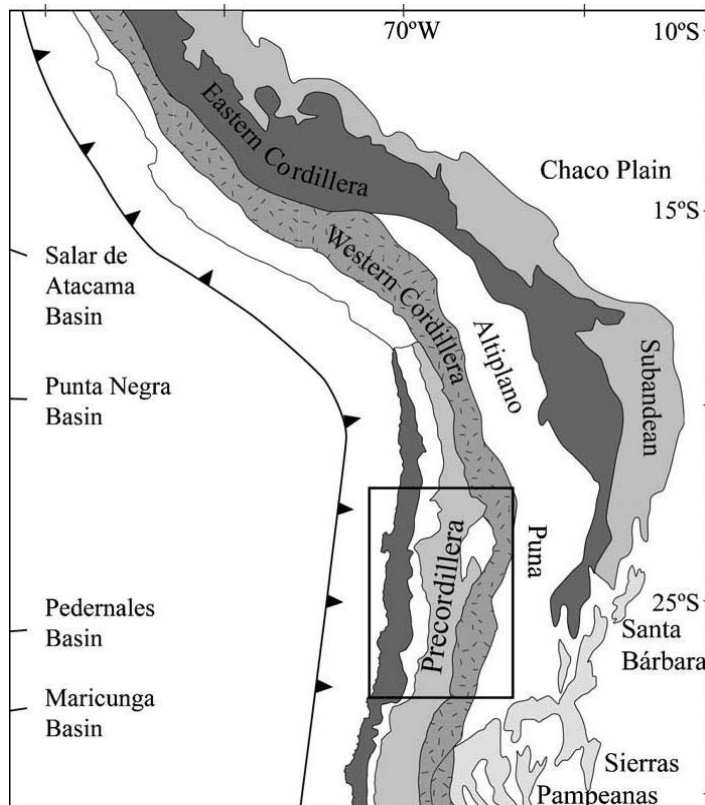 70ºW
10ºS
Eastern Cordillera
Chaco Plain
15ºS
Western Cordillera
Salar de
Atacama
Basin
Altiplano
Subandean
Punta Negra
Basin
Precordillera
Puna
25ºS
Pedernales
Basin
Santa
Bárbara
Maricunga
Basin
Sierras
Pampeanas